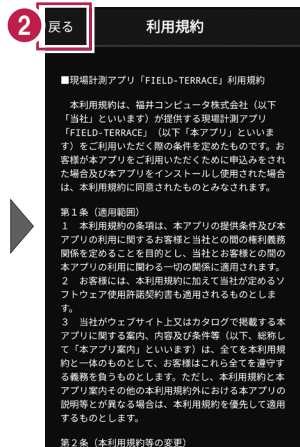 2
戻る 利用規約
■現場計測アプリ「FIELD-TERRACE」利用規約
本利用規約は、福井コンピュータ株式会社(以下
「当社」といいます)が提供する現場計測アプリ
「FIELD-TERRACE」(以下「本アプリ」といいま
す)をご利用いただく際の条件を定めたものです。お
客様が本アプリをご利用いただくために申込みをされ
た場合及び本アプリをインストールし使用された場合
は、本利用規約に同意されたものとみなされます。
第1条(適用範囲)
1 本利用規約の条項は、本アプリの提供条件及び本
アプリの利用に関するお客様と当社との間の権利義務
関係を定めることを目的とし、当社とお客様との間の
本アプリの利用に関わる一切の関係に適用されます。
2 お客様には、本利用規約に加えて当社が定めるソ
フトウェア使用許諾契約書も適用されるものとしま
す。
3 当社がウェブサイト上又はカタログで掲載する本
アプリに関する案内、内容及び条件等(以下、総称し
て「本アプリ案内」といいます)は、全てを本利用規
約と一体のものとして、お客様はこれら全てを遵守す
る義務を負うものとします。ただし、本利用規約と本
アプリ案内その他の本利用規約外における本アプリの
説明等とが異なる場合は、本利用規約を優先して適用
するものとします。
第2条(本利用規約等の変更)